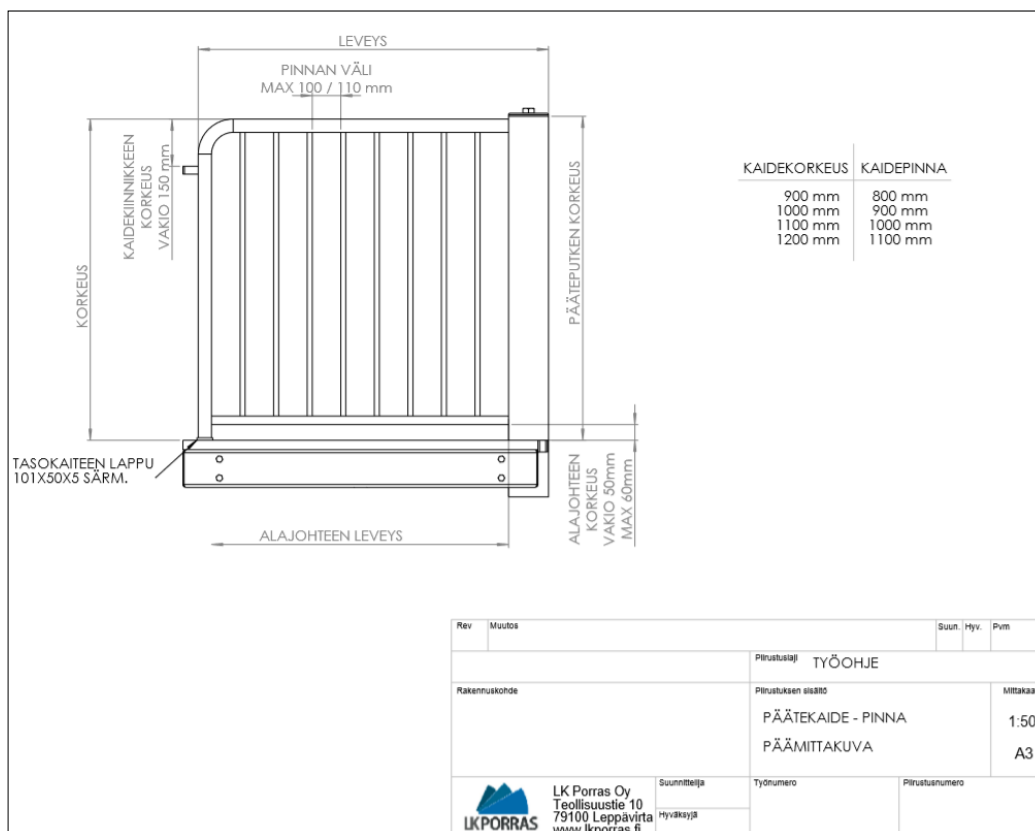 LEVEYS
PINNAN VÄLI
MAX 100 / 110 mm
KAIDEKIINNIKKEEN
KORKEUS
VAKIO 150 mm
KORKEUS
PÄÄTEPUTKEN KORKEUS
KAIDEKORKEUS KAIDEPINNA
900 mm 800 mm
1000 mm 900 mm
1100 mm 1000 mm
1200 mm 1100 mm
TASOKAITEEN LAPPU
101X50X5 SÄRM.
ALAJOHTEEN
KORKEUS
VAKIO 50mm
MAX 60mm
ALAJOHTEEN LEVEYS
Rev Muutos Suun. Hyv. Pvm
Piirustuslaji TYÖOHJE
Rakennuskohde Piirustuksen sisältö Mittakaa
PÄÄTEKAIDE - PINNA 1:50
PÄÄMITTAKUVA A3
LK Porras Oy Suunnittelija Työnumero Piirustusnumero
Teollisuustie 10
79100 Leppävirta Hyväksyjä
www.lkporras.fi
LKPORRAS